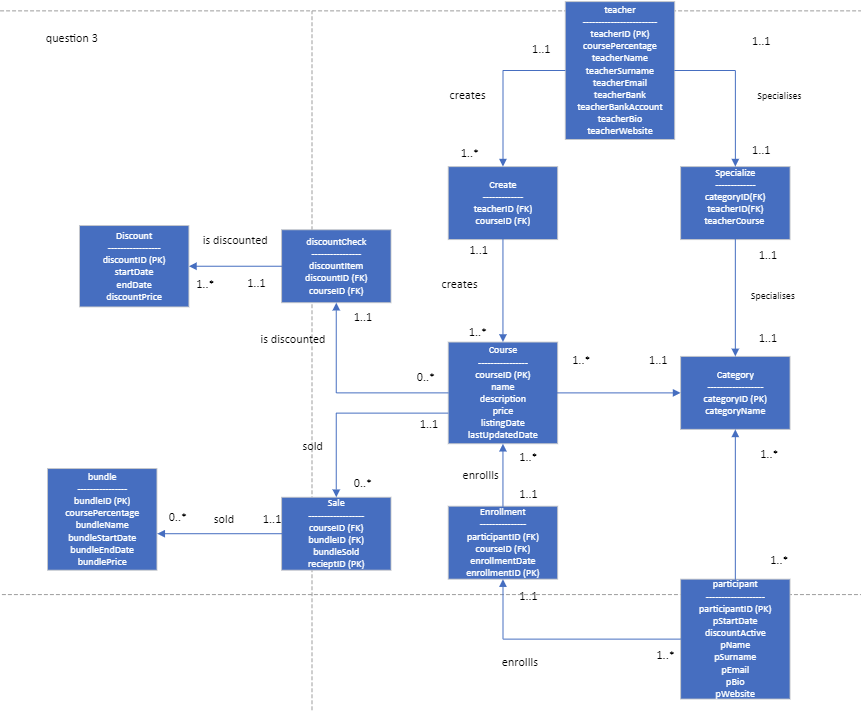 question 3
teacher
teacherID (PK)
coursePercentage
teacherName
teacherSurname
teacherEmail
teacherBank
teacherBankAccount
teacherBio
teacherWebsite
1..1
1..1
creates
Specialises
1..*
1..1
Create
teacherID (FK)
courseID (FK)
Specialize
categoryID(FK)
teacherID(FK)
teacherCourse
Discount
discountID (PK)
startDate
endDate
discountPrice
is discounted
1..*
1..1
discountCheck
discountItem
discountID (FK)
courseID (FK)
1..1
1..1
creates
Specialises
1..*
1..1
1..1
is discounted
0..*
Course
courseID (PK)
name
description
price
listingDate
lastUpdatedDate
1..*
1..1
Category
categoryID (PK)
categoryName
1..1
sold
0..*
1..*
1..*
enrollls
1..1
bundle
bundleID (PK)
coursePercentage
bundleName
bundleStartDate
bundleEndDate
bundlePrice
0..*
sold
1..1
Sale
courseID (FK)
bundleID (FK)
bundleSold
recieptID (PK)
Enrollment
participantID (FK)
courseID (FK)
enrollmentDate
enrollmentID (PK)
1..1
1..*
participant
participantID (PK)
pStartDate
discountActive
pName
pSurname
pEmail
pBio
pWebsite
1..*
enrollls